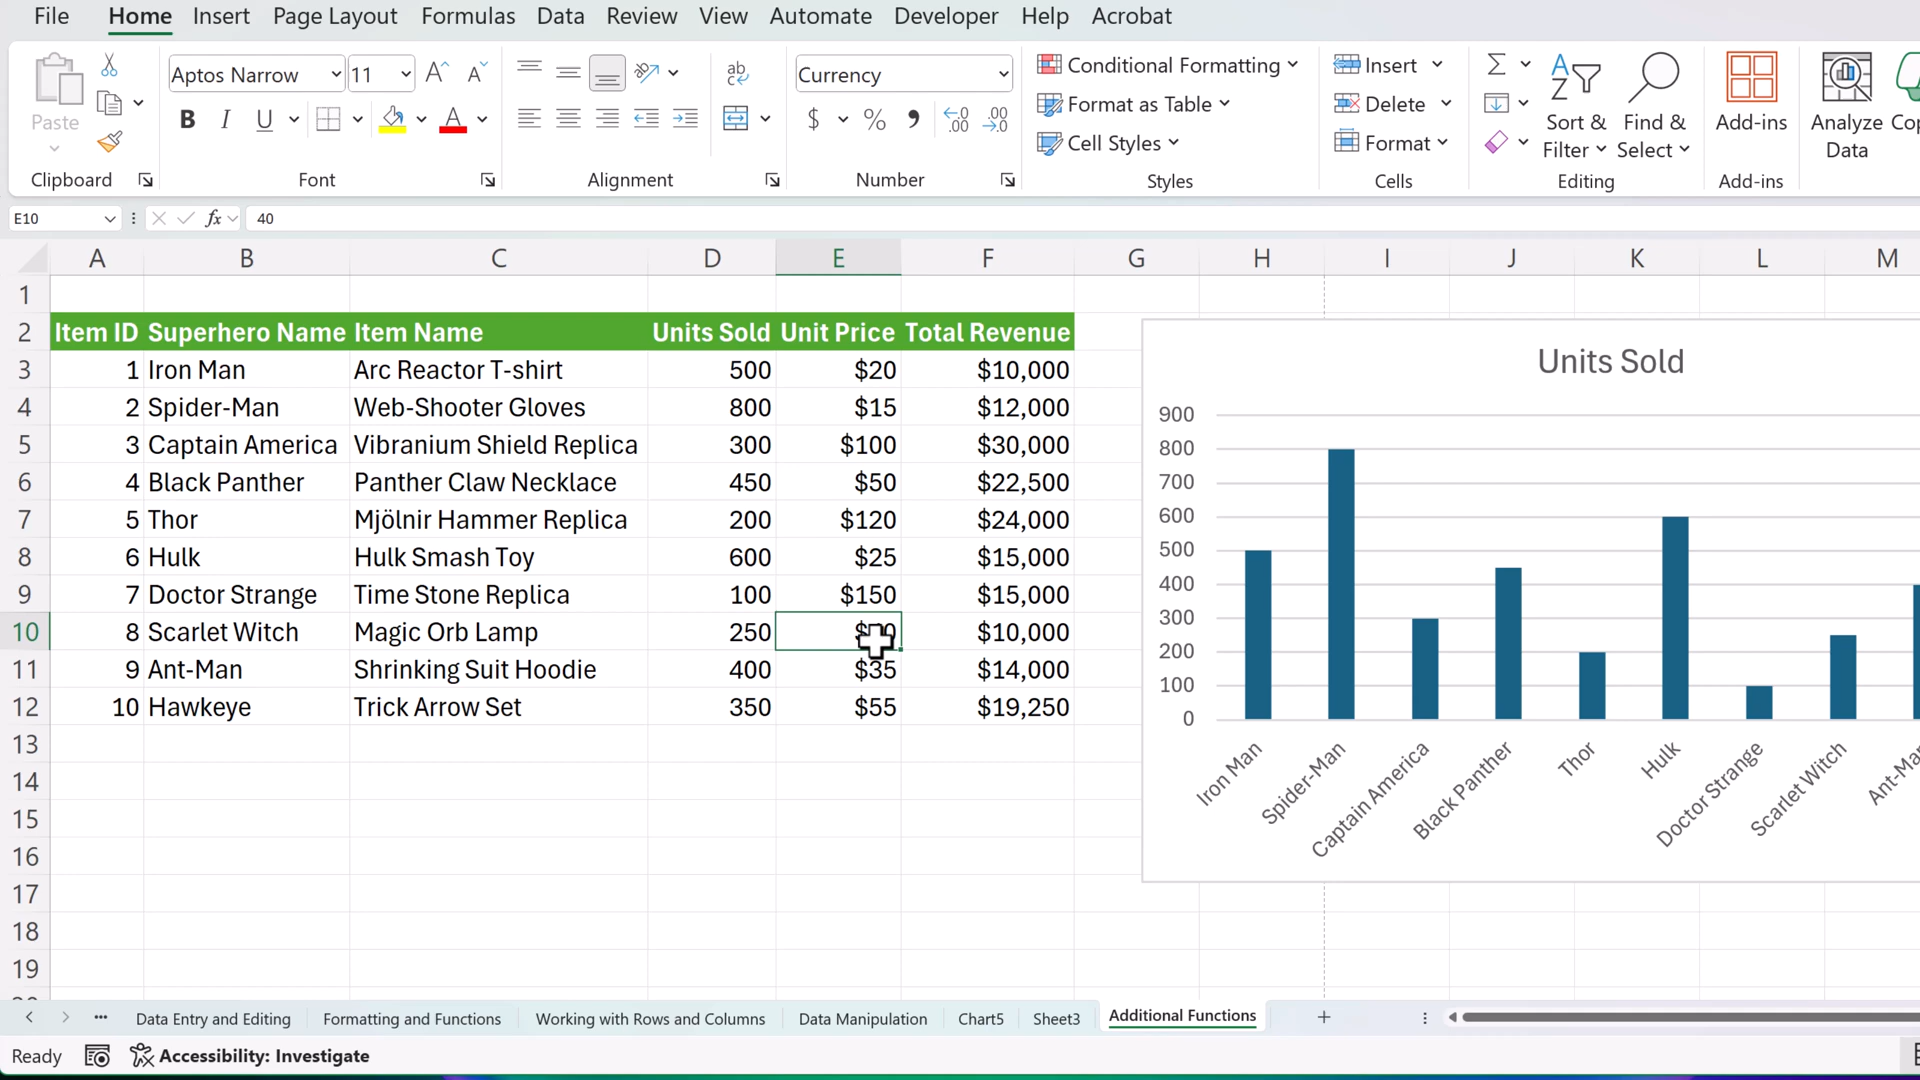 File Home Insert Page Layout Formulas Data Review View Automate Developer Help Acrobat
Paste
Clipboard
Aptos Narrow 11
B I U A
Font
ab
Alignment
Currency
$ % 9 .00 .00
Number
Conditional Formatting
Format as Table
Cell Styles
Styles
Insert
Delete
Format
Cells
Sort &
Filter
Find &
Select
Editing
Add-ins
Add-ins
Analyze
Data
E10 fx 40
A B C D E F G H I J K L M
1
2 Item ID Superhero Name Item Name Units Sold Unit Price Total Revenue
3 1 Iron Man Arc Reactor T-shirt 500 $20 $10,000
4 2 Spider-Man Web-Shooter Gloves 800 $15 $12,000
5 3 Captain America Vibranium Shield Replica 300 $100 $30,000
6 4 Black Panther Panther Claw Necklace 450 $50 $22,500
7 5 Thor Mjölnir Hammer Replica 200 $120 $24,000
8 6 Hulk Hulk Smash Toy 600 $25 $15,000
9 7 Doctor Strange Time Stone Replica 100 $150 $15,000
10 8 Scarlet Witch Magic Orb Lamp 250 $10,000
11 9 Ant-Man Shrinking Suit Hoodie 400 $35 $14,000
12 10 Hawkeye Trick Arrow Set 350 $55 $19,250
13
14
15
16
17
18
19
Units Sold
900
800
700
600
500
400
300
200
100
0
Iron Man
Spider-Man
Captain America
Black Panther
Thor
Hulk
Doctor Strange
Scarlet Witch
Data Entry and Editing Formatting and Functions Working with Rows and Columns Data Manipulation Chart5 Sheet3 Additional Functions
Ready Accessibility: Investigate